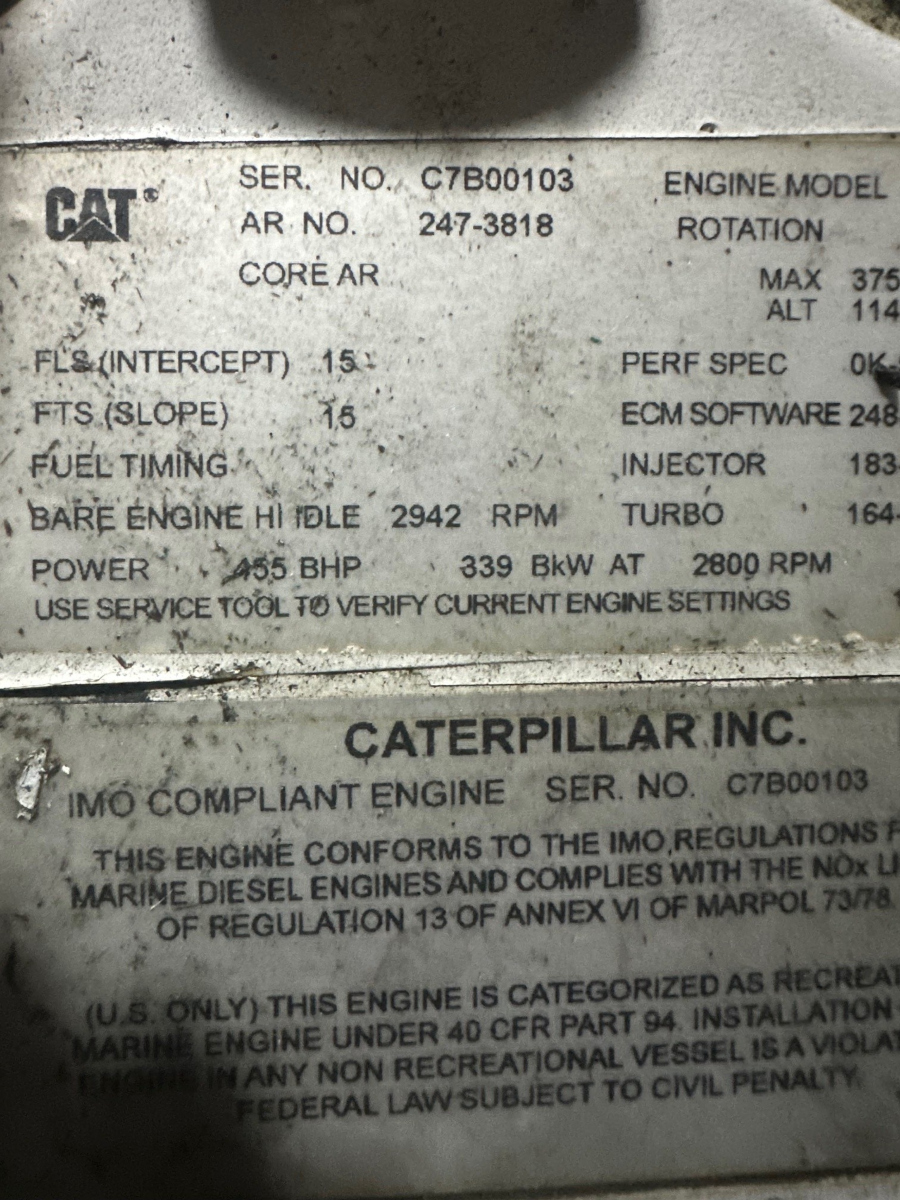 CAT® SER. NO. C7B00103 ENGINE MODEL
AR NO. 247-3818 ROTATION
CORE AR
MAX 375
ALT 114
FLS (INTERCEPT) 15 PERF SPEC 0K-
FTS (SLOPE) 15 ECM SOFTWARE 248
FUEL TIMING INJECTOR 183-
BARE ENGINE HI IDLE 2942 RPM TURBO 164-
POWER 455 BHP 339 BkW AT 2800 RPM
USE SERVICE TOOL TO VERIFY CURRENT ENGINE SETTINGS
CATERPILLAR INC.
IMO COMPLIANT ENGINE SER. NO. C7B00103
THIS ENGINE CONFORMS TO THE IMO REGULATIONS F
MARINE DIESEL ENGINES AND COMPLIES WITH THE NOx LI
OF REGULATION 13 OF ANNEX VI OF MARPOL 73/78.
(U.S. ONLY) THIS ENGINE IS CATEGORIZED AS RECREAT
MARINE ENGINE UNDER 40 CFR PART 94. INSTALLATION
ENGINE IN ANY NON RECREATIONAL VESSEL IS A VIOLAT
FEDERAL LAW SUBJECT TO CIVIL PENALTY.